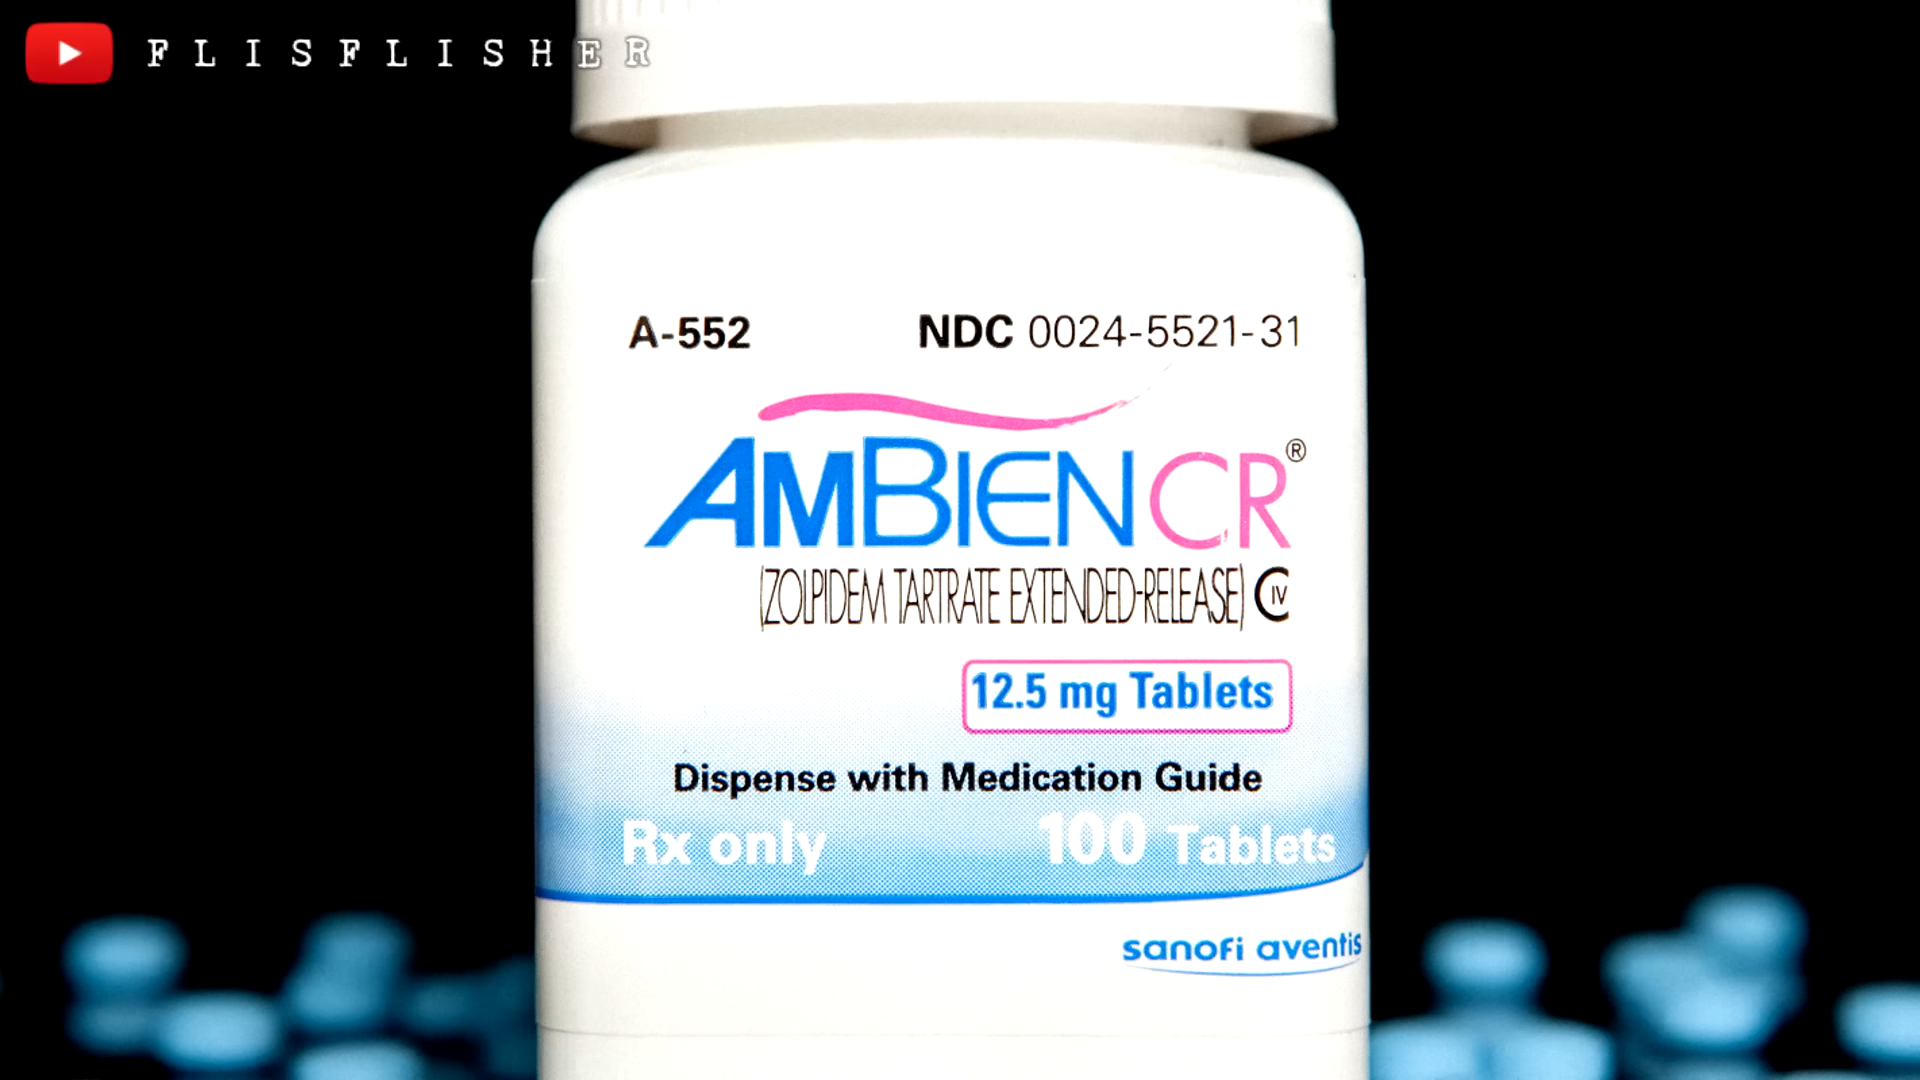 FLISFLISHER
A-552 NDC 0024-5521-31
AMBIEN CR®
(ZOLPIDEM TARTRATE EXTENDED-RELEASE) CIV
12.5 mg Tablets
Dispense with Medication Guide
Rx only 100 Tablets
sanofi aventis